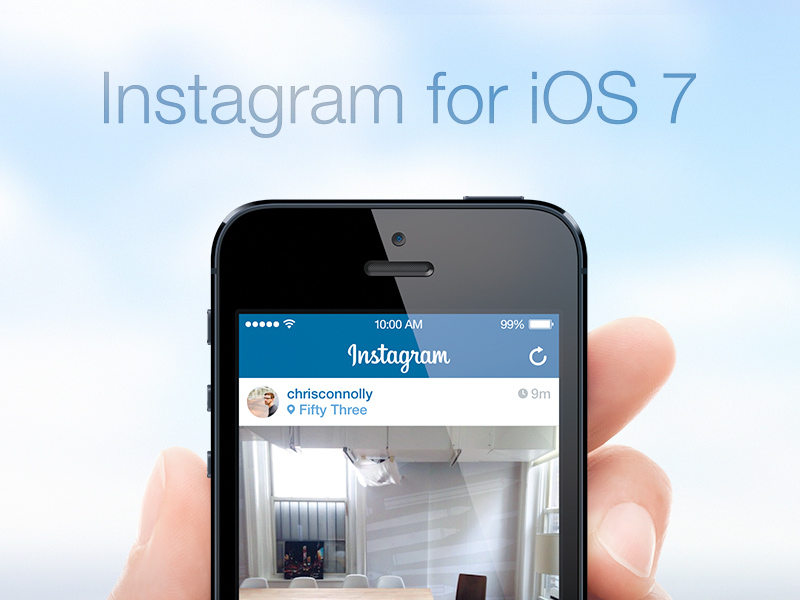 Instagram for iOS 7
10:00 AM
99%
Instagram
chrisconnolly
9m
Fifty Three